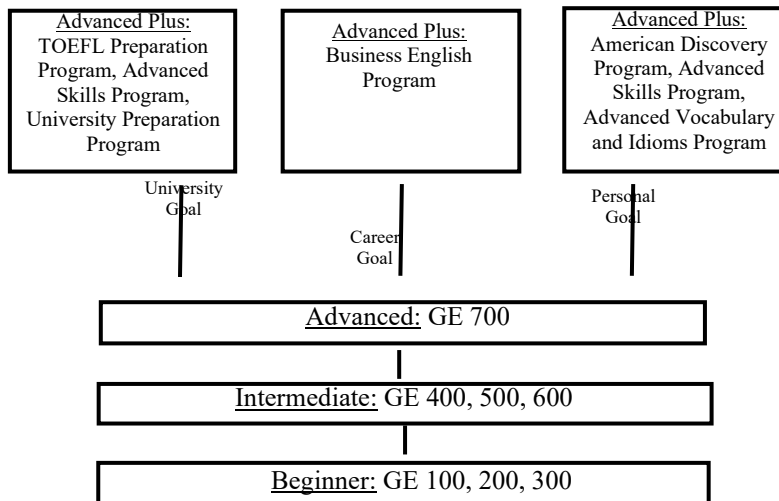 Advanced Plus:
TOEFL Preparation
Program, Advanced
Skills Program,
University Preparation
Program
Advanced Plus:
Business English
Program
Advanced Plus:
American Discovery
Program, Advanced
Skills Program,
Advanced Vocabulary
and Idioms Program
University
Goal
Career
Goal
Personal
Goal
Advanced: GE 700
Intermediate: GE 400, 500, 600
Beginner: GE 100, 200, 300